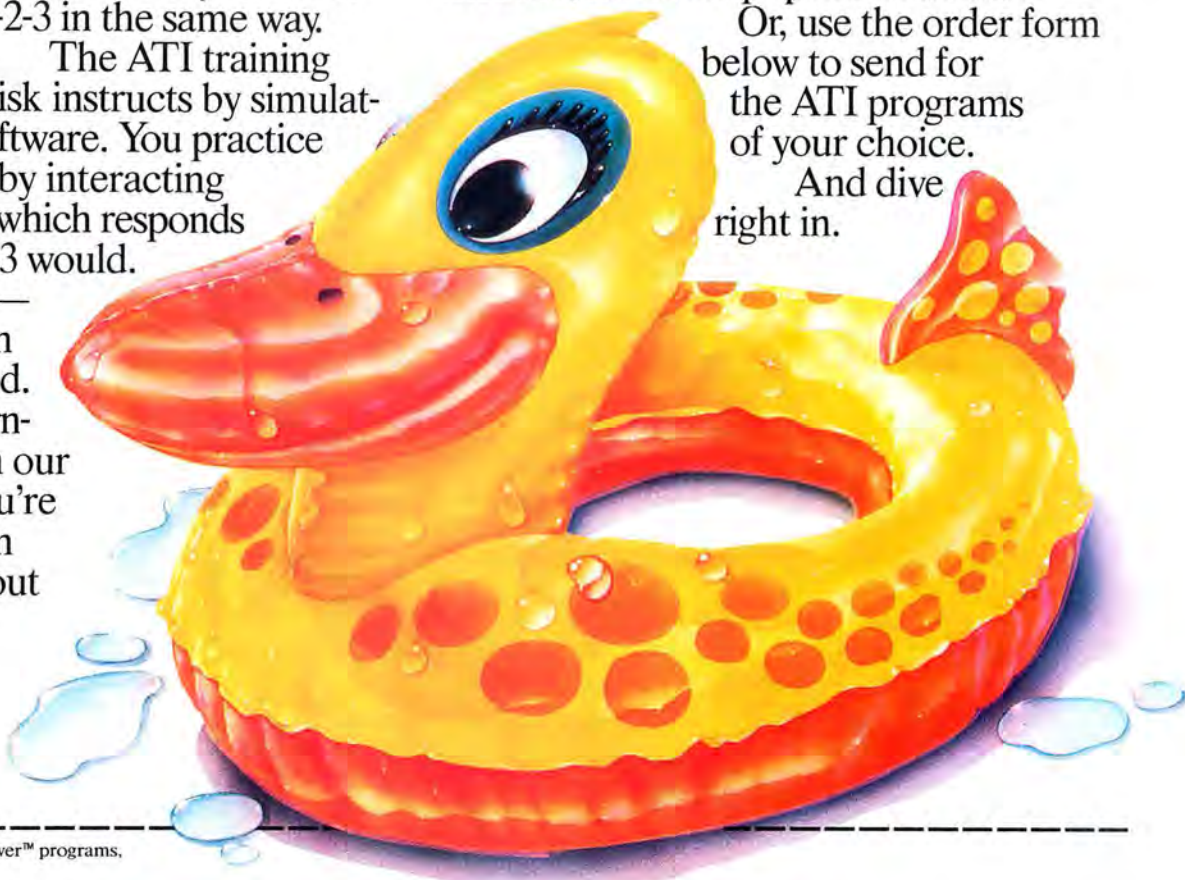 -2-3 in the same way.
The ATI training
isk instructs by simulat-
ftware. You practice
by interacting
which responds
3 would.
n
d.
n-
our
u're
n
out
Or, use the order form
below to send for
the ATI programs
of your choice.
And dive
right in.
wer™ programs,